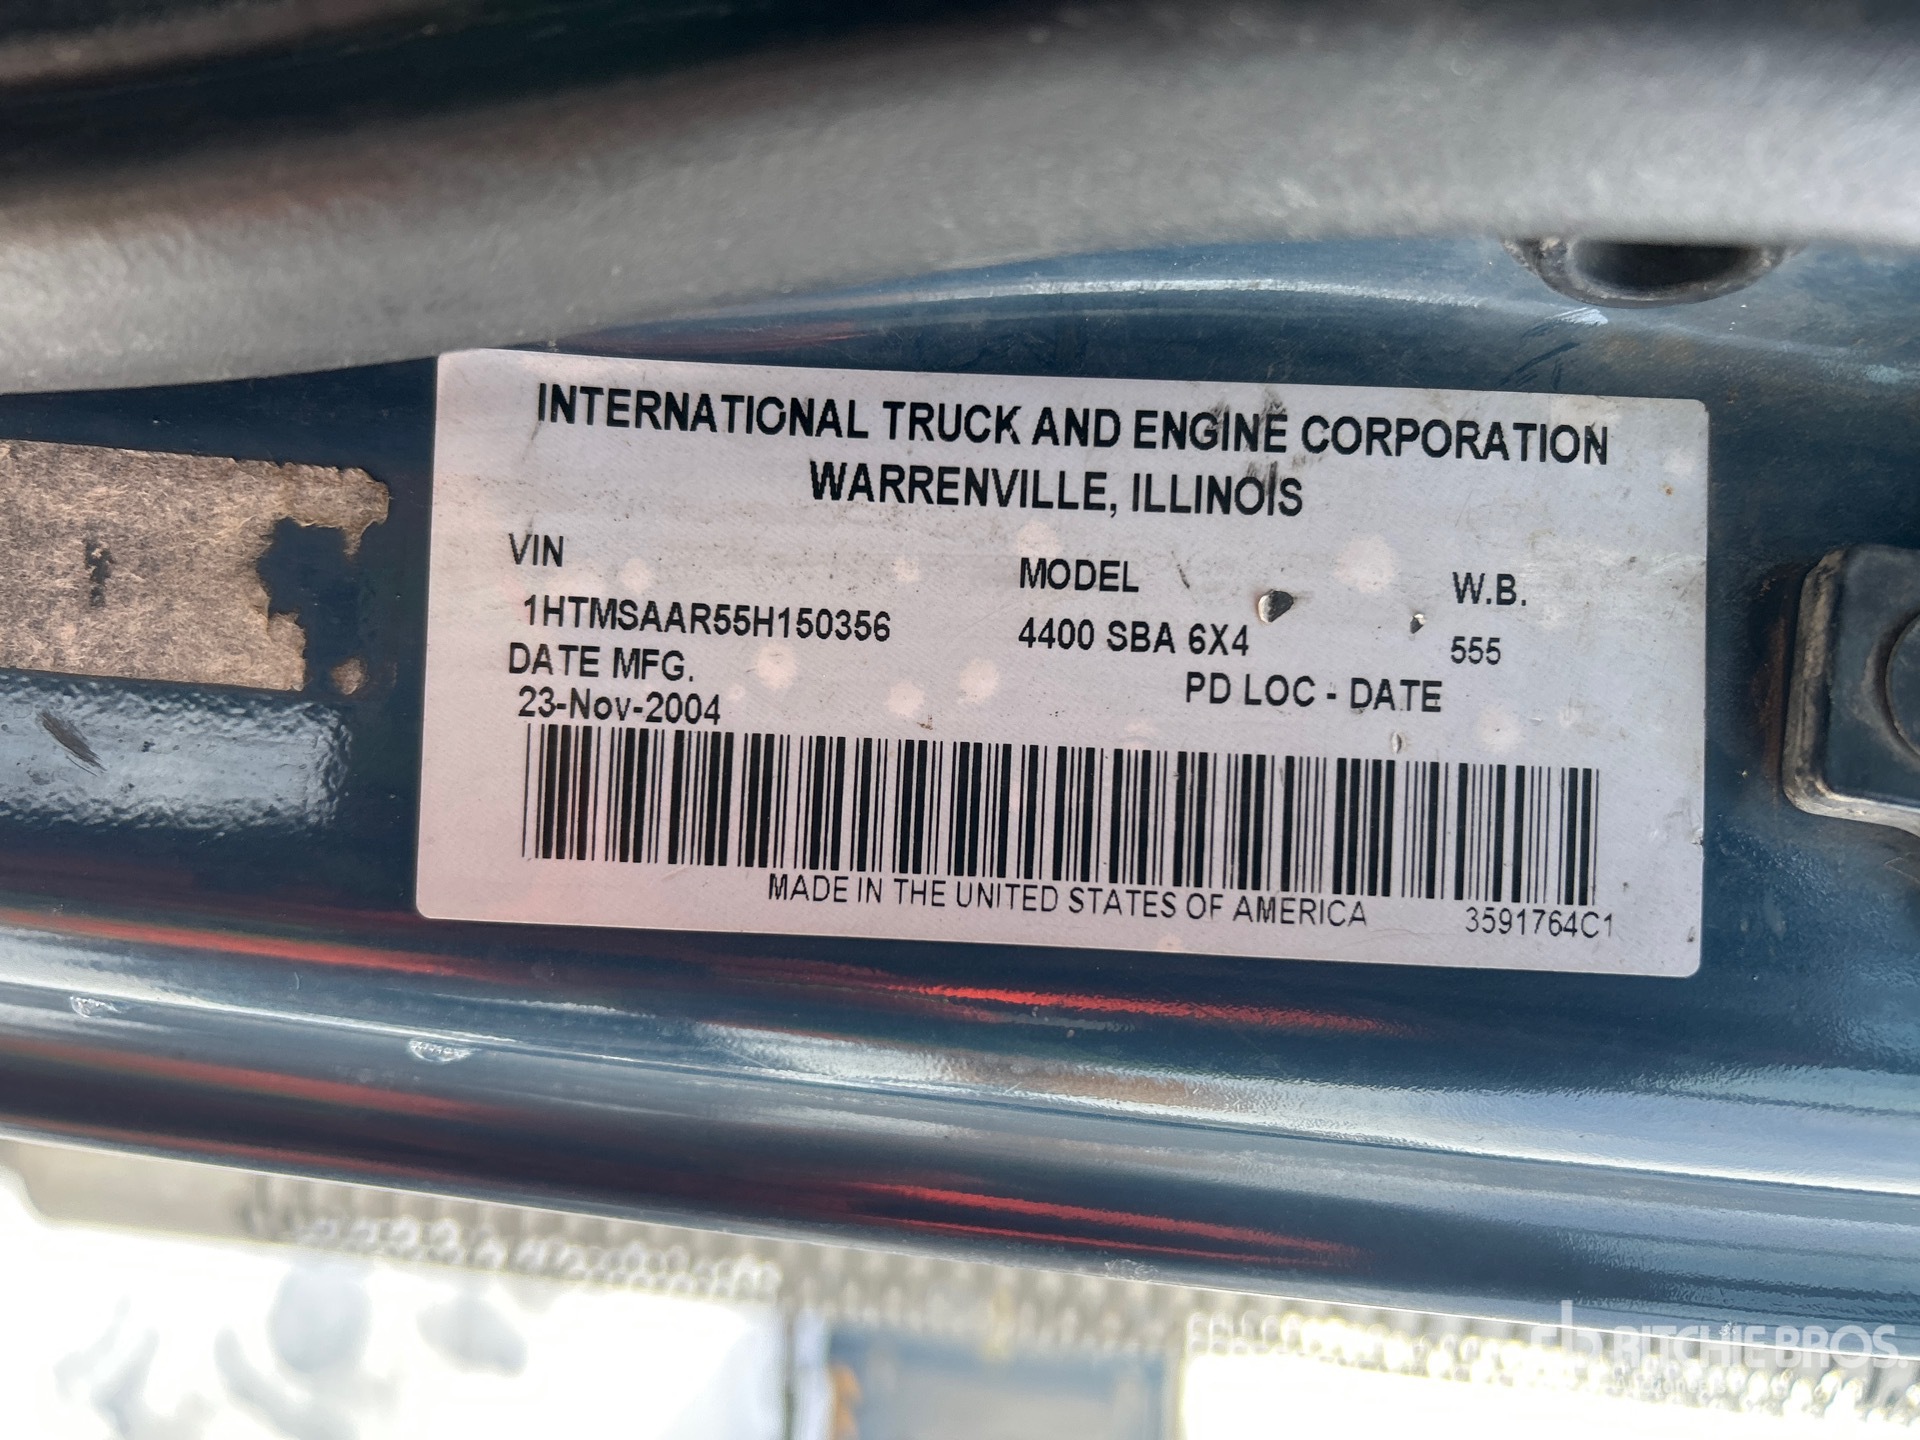 INTERNATIONAL TRUCK AND ENGINE CORPORATION
WARRENVILLE, ILLINOIS
VIN MODEL W.B.
1HTMSAAR55H150356 4400 SBA 6X4 555
DATE MFG. PD LOC - DATE
23-Nov-2004
MADE IN THE UNITED STATES OF AMERICA 3591764C1
RITCHIE BROS.